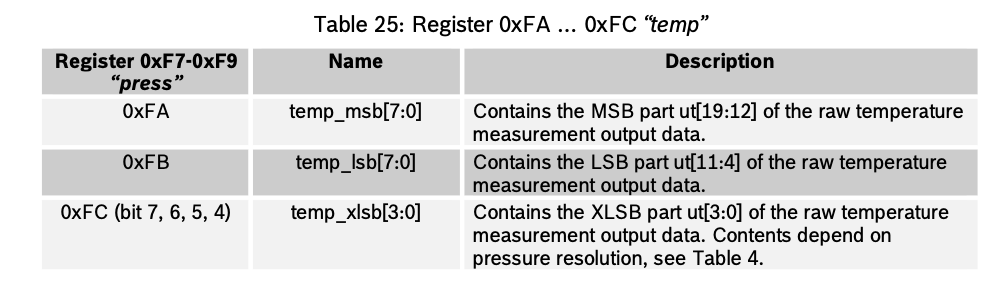 Table 25: Register 0xFA … 0xFC “temp”
Register 0xF7-0xF9 Name Description
“press”
0xFA temp_msb[7:0] Contains the MSB part ut[19:12] of the raw temperature
measurement output data.
0xFB temp_lsb[7:0] Contains the LSB part ut[11:4] of the raw temperature
measurement output data.
0xFC (bit 7, 6, 5, 4) temp_xlsb[3:0] Contains the XLSB part ut[3:0] of the raw temperature
measurement output data. Contents depend on
pressure resolution, see Table 4.